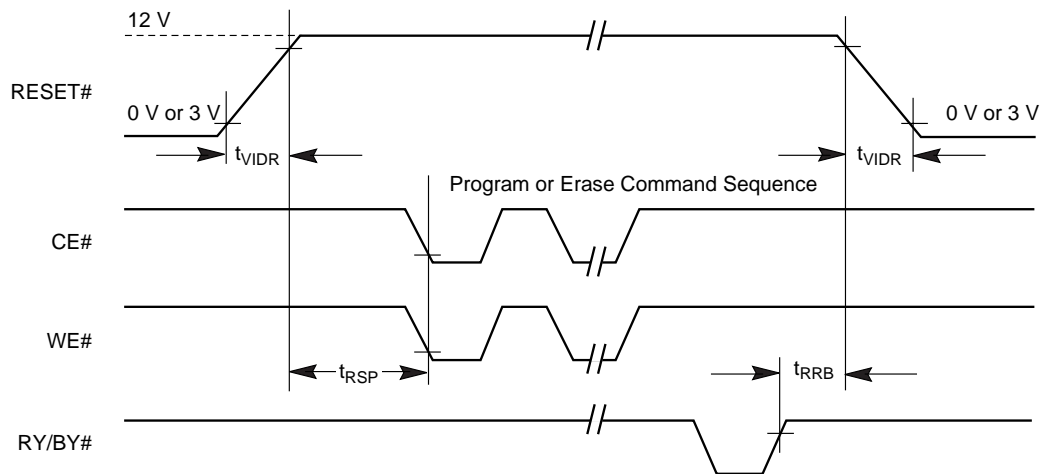 12 V
RESET#
0 V or 3 V
0 V or 3 V
tVIDR
tVIDR
Program or Erase Command Sequence
CE#
WE#
tRSP
tRRB
RY/BY#